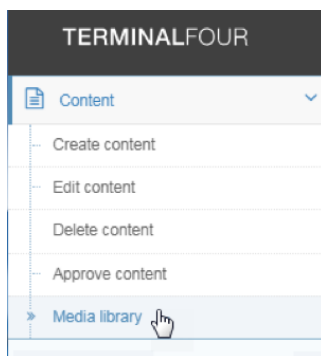 TERMINALFOUR
Content
Create content
Edit content
Delete content
Approve content
Media library